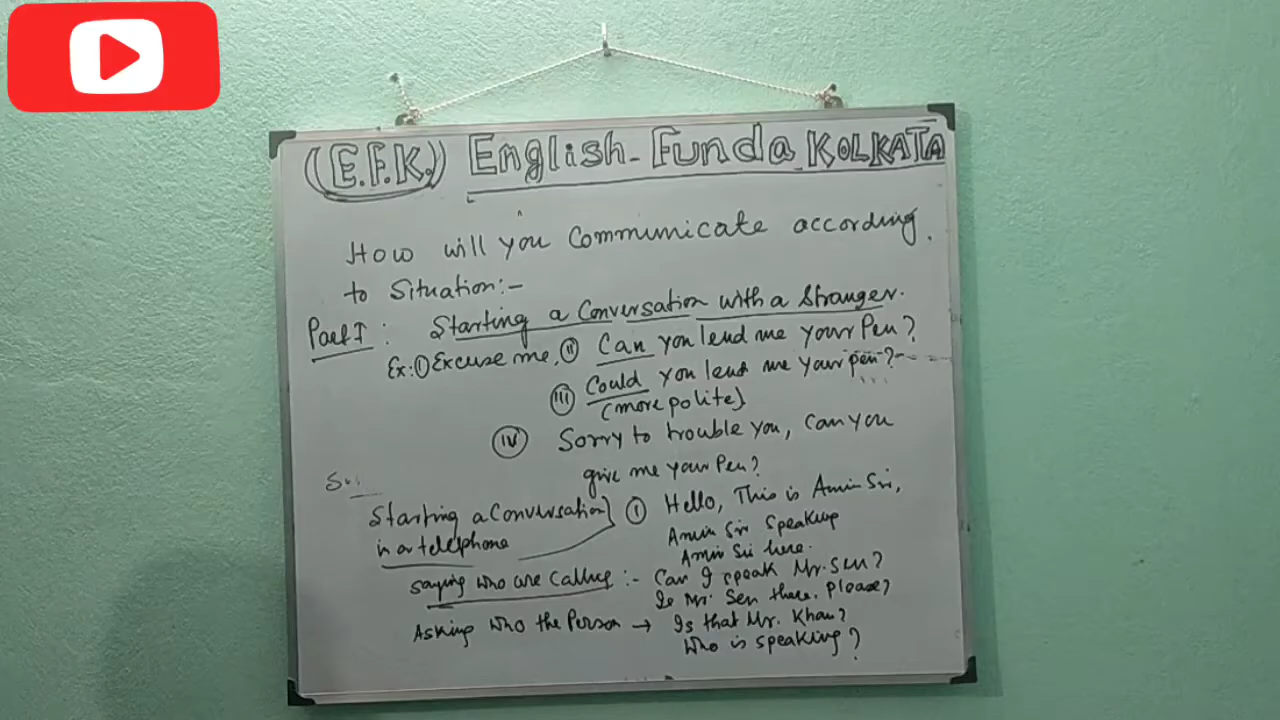 (E.F.K.) English-Funda KOLKATA
How will you communicate according
to Situation:-
Part I: Starting a Conversation with a Stranger.
Ex: (i) Excuse me, (ii) Can you lend me your Pen?
(iii) Could you lend me your pen?
(more polite)
(iv) Sorry to trouble you, can you
give me your Pen?
Starting a Conversation (1) Hello, This is Amin Sir,
in a telephone
Amin Sir Speaking
Amin Sir here.
saying who are calling :- Can I speak Mr. Sen?
Is Mr. Sen there. Please?
Asking who the Person → Is that Mr. Khan?
Who is speaking?